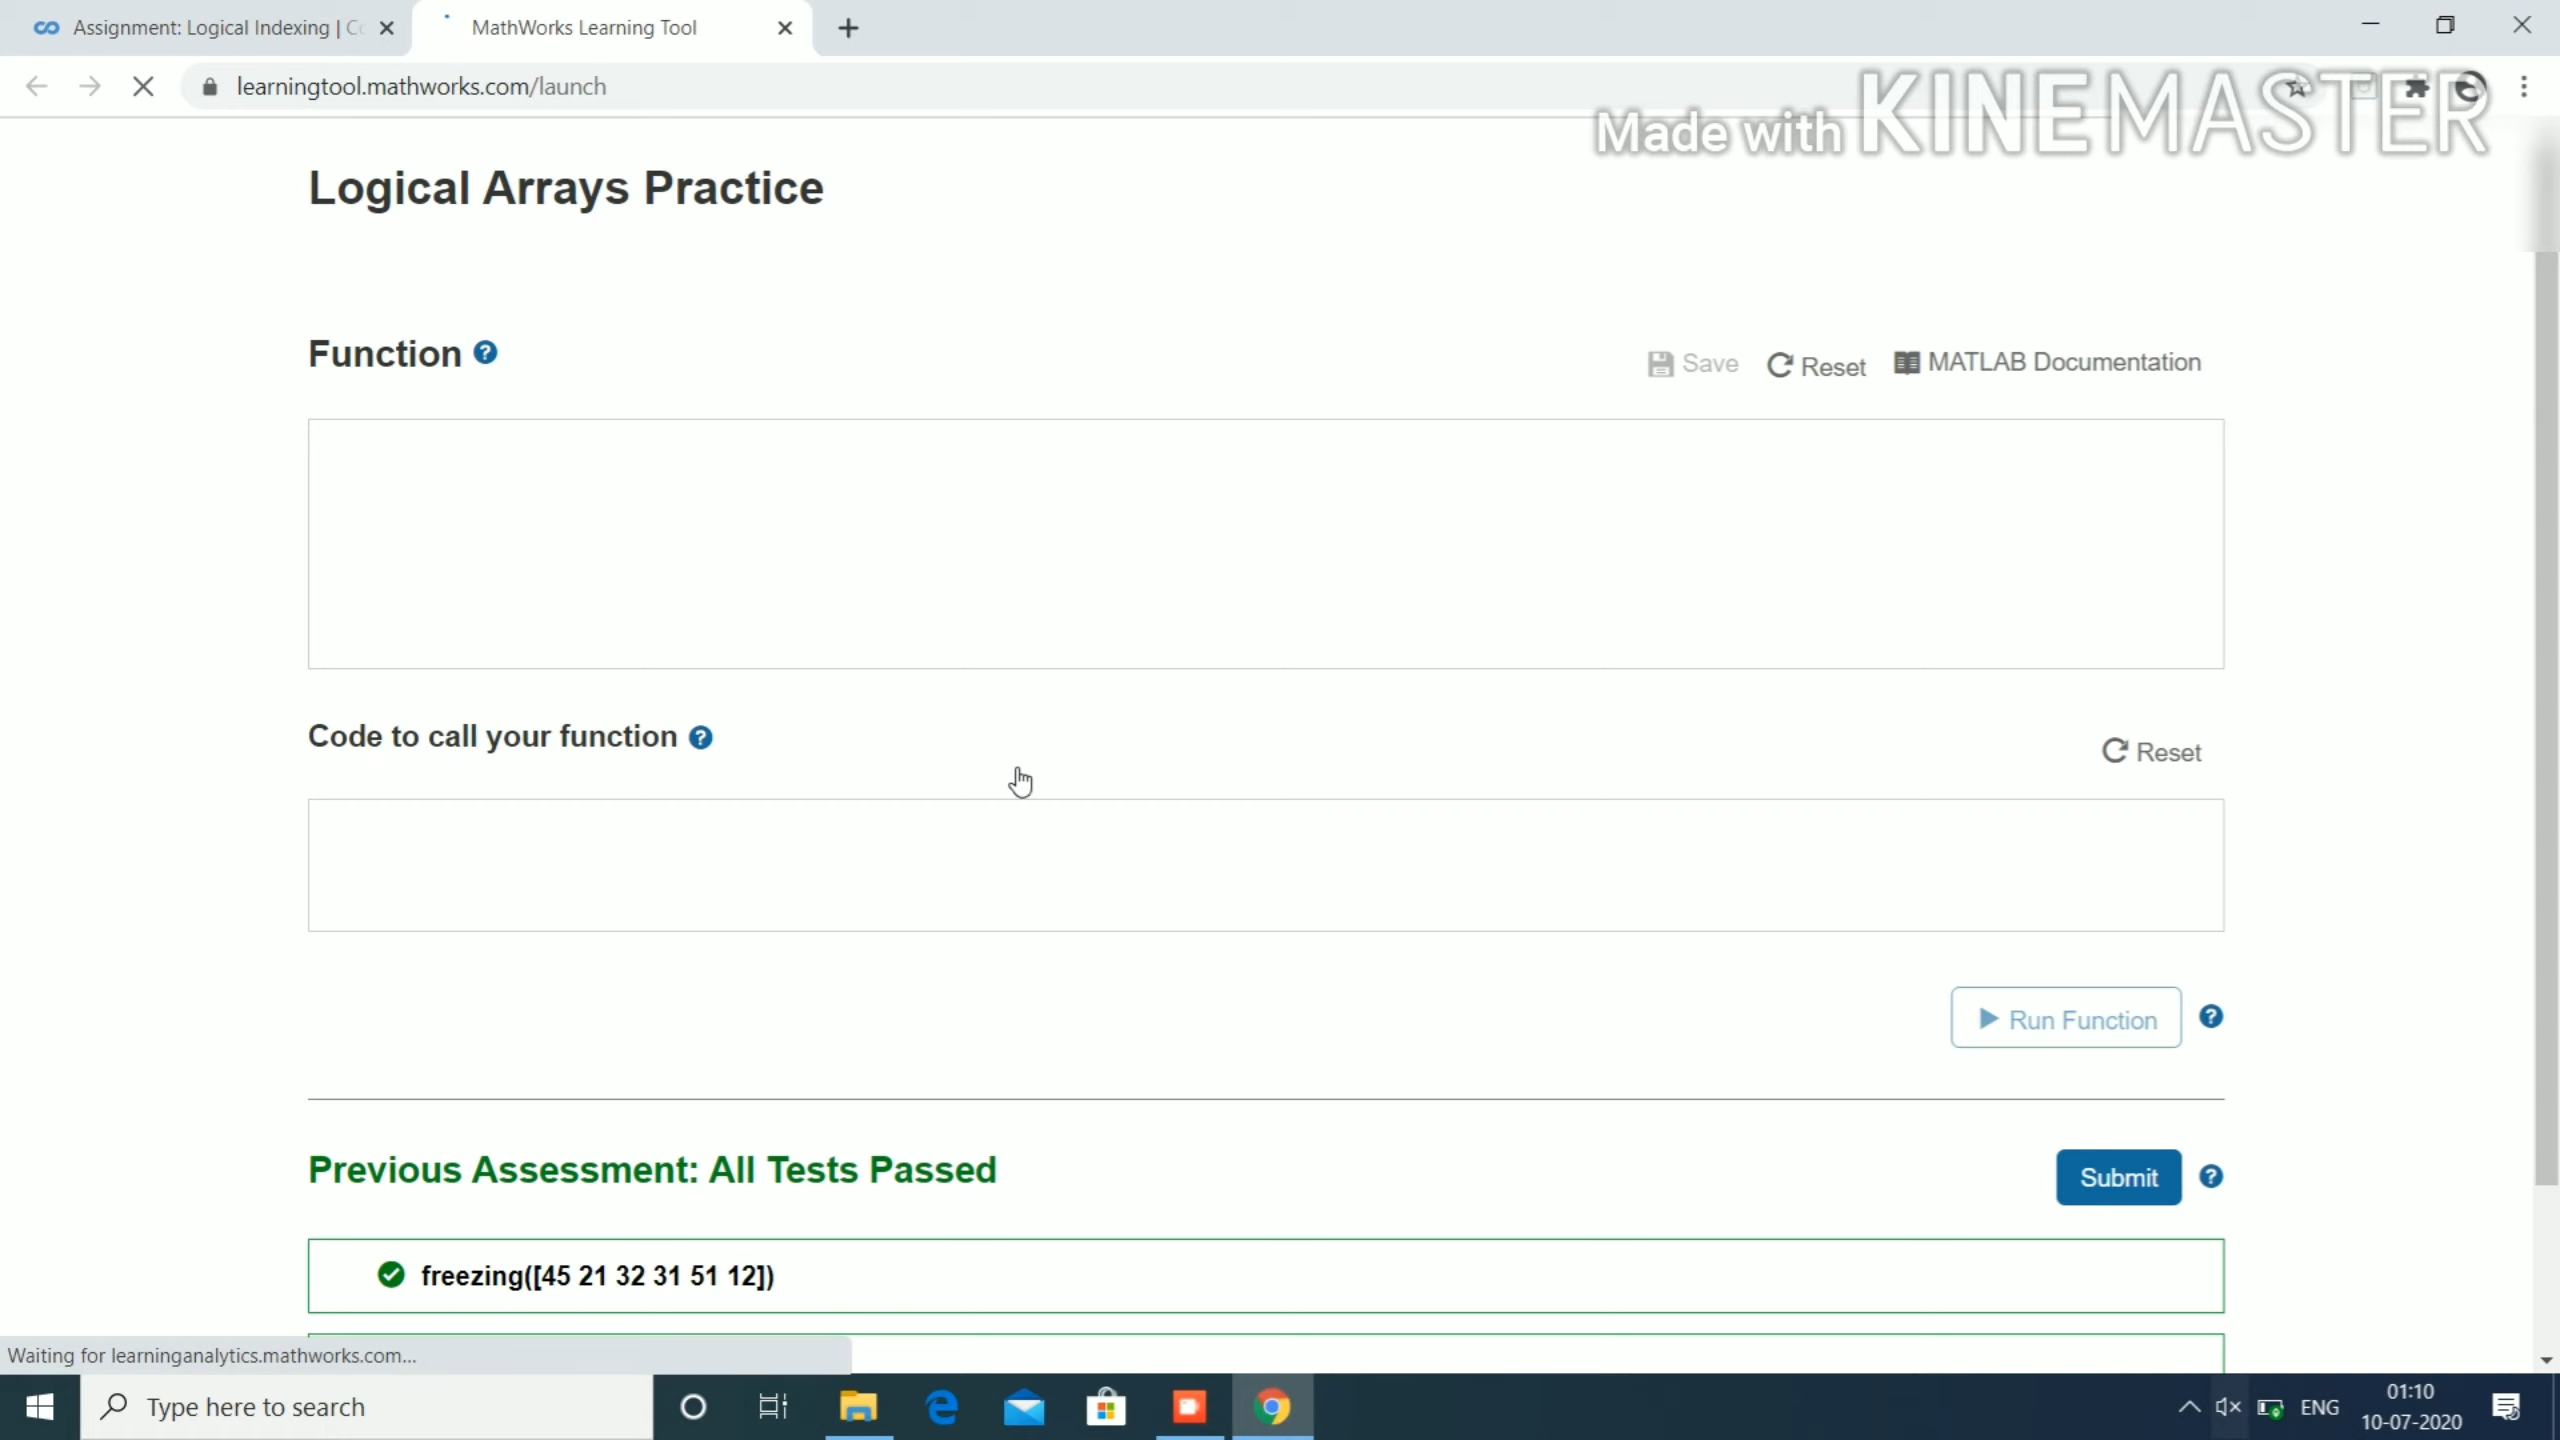 Assignment: Logical Indexing | Co
MathWorks Learning Tool
learningtool.mathworks.com/launch
Made with KINEMASTER
Logical Arrays Practice
Function
Save
Reset
MATLAB Documentation
Code to call your function
Reset
Run Function
Previous Assessment: All Tests Passed
Submit
freezing([45 21 32 31 51 12])
Waiting for learninganalytics.mathworks.com...
Type here to search
ENG
01:10
10-07-2020